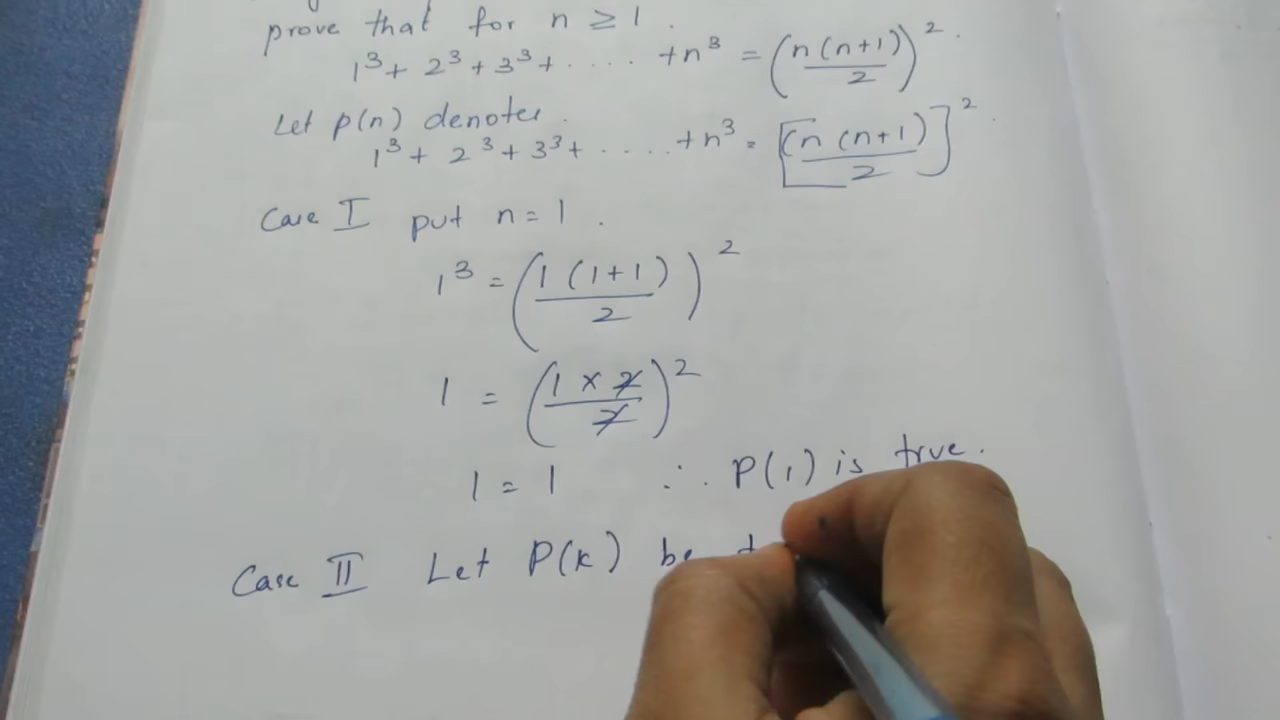 prove that for n ≥ 1.
1³ + 2³ + 3³ + ..... + n³ = (n(n+1)/2)².
Let p(n) denotes.
1³ + 2³ + 3³ + ..... + n³ = [(n(n+1)/2]².
Case I put n = 1.
1³ = (1(1+1)/2)²
1 = (1 × 2/2)²
1 = 1 ∴ P(1) is true.
Case II Let P(k) be